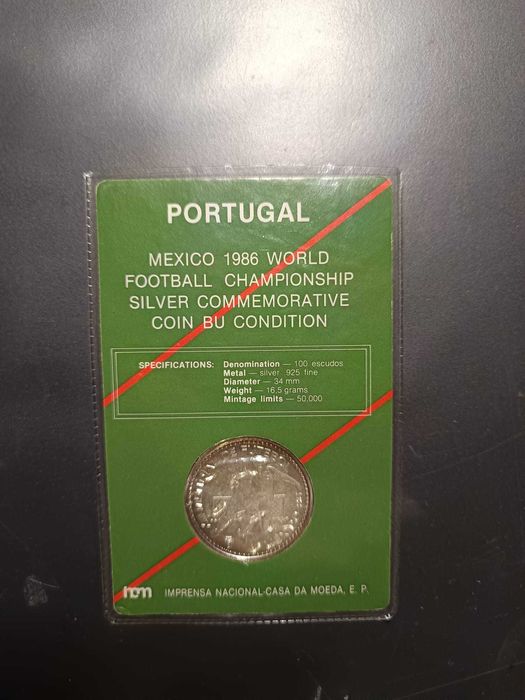 PORTUGAL
MEXICO 1986 WORLD
FOOTBALL CHAMPIONSHIP
SILVER COMMEMORATIVE
COIN BU CONDITION
SPECIFICATIONS: Denomination — 100 escudos
Metal — silver .925 fine
Diameter — 34 mm
Weight — 16.5 grams
Mintage limits — 50,000
incm IMPRENSA NACIONAL-CASA DA MOEDA, E. P.